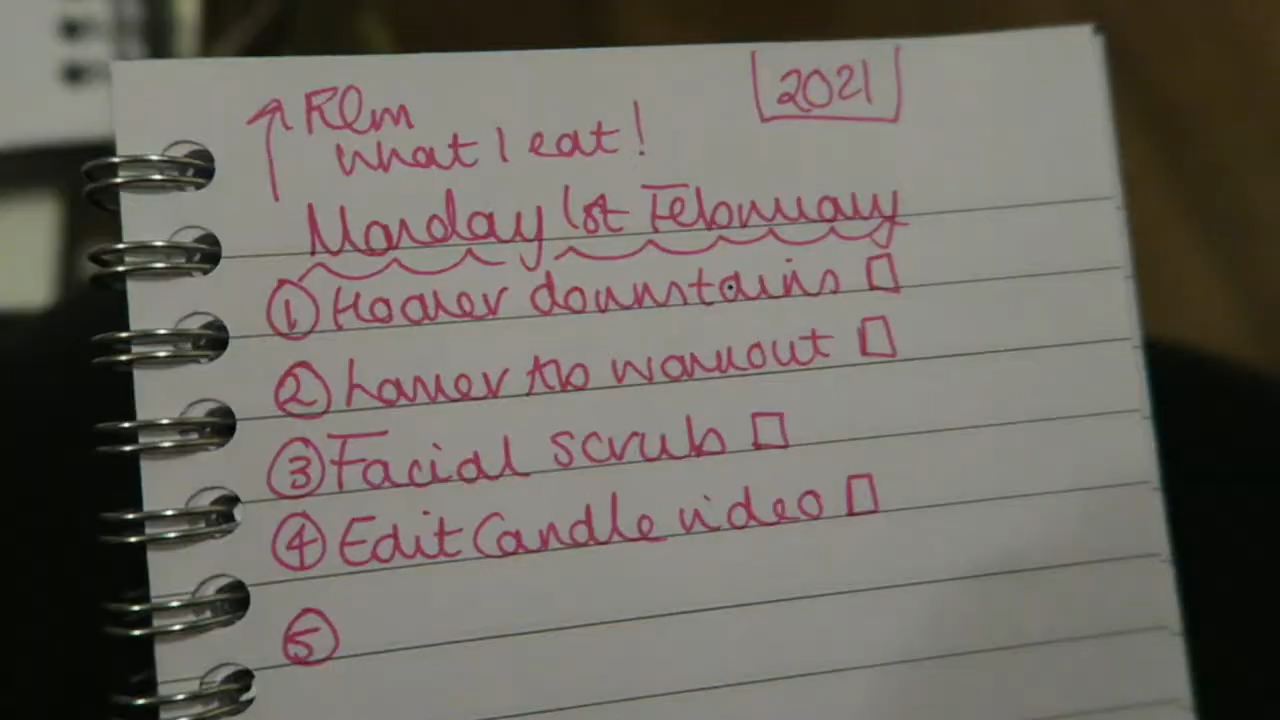 Film
what I eat!
2021
Monday 1st February
① Hoover downstairs
② Lower ab workout
③ Facial scrub
④ Edit Candle video
⑤